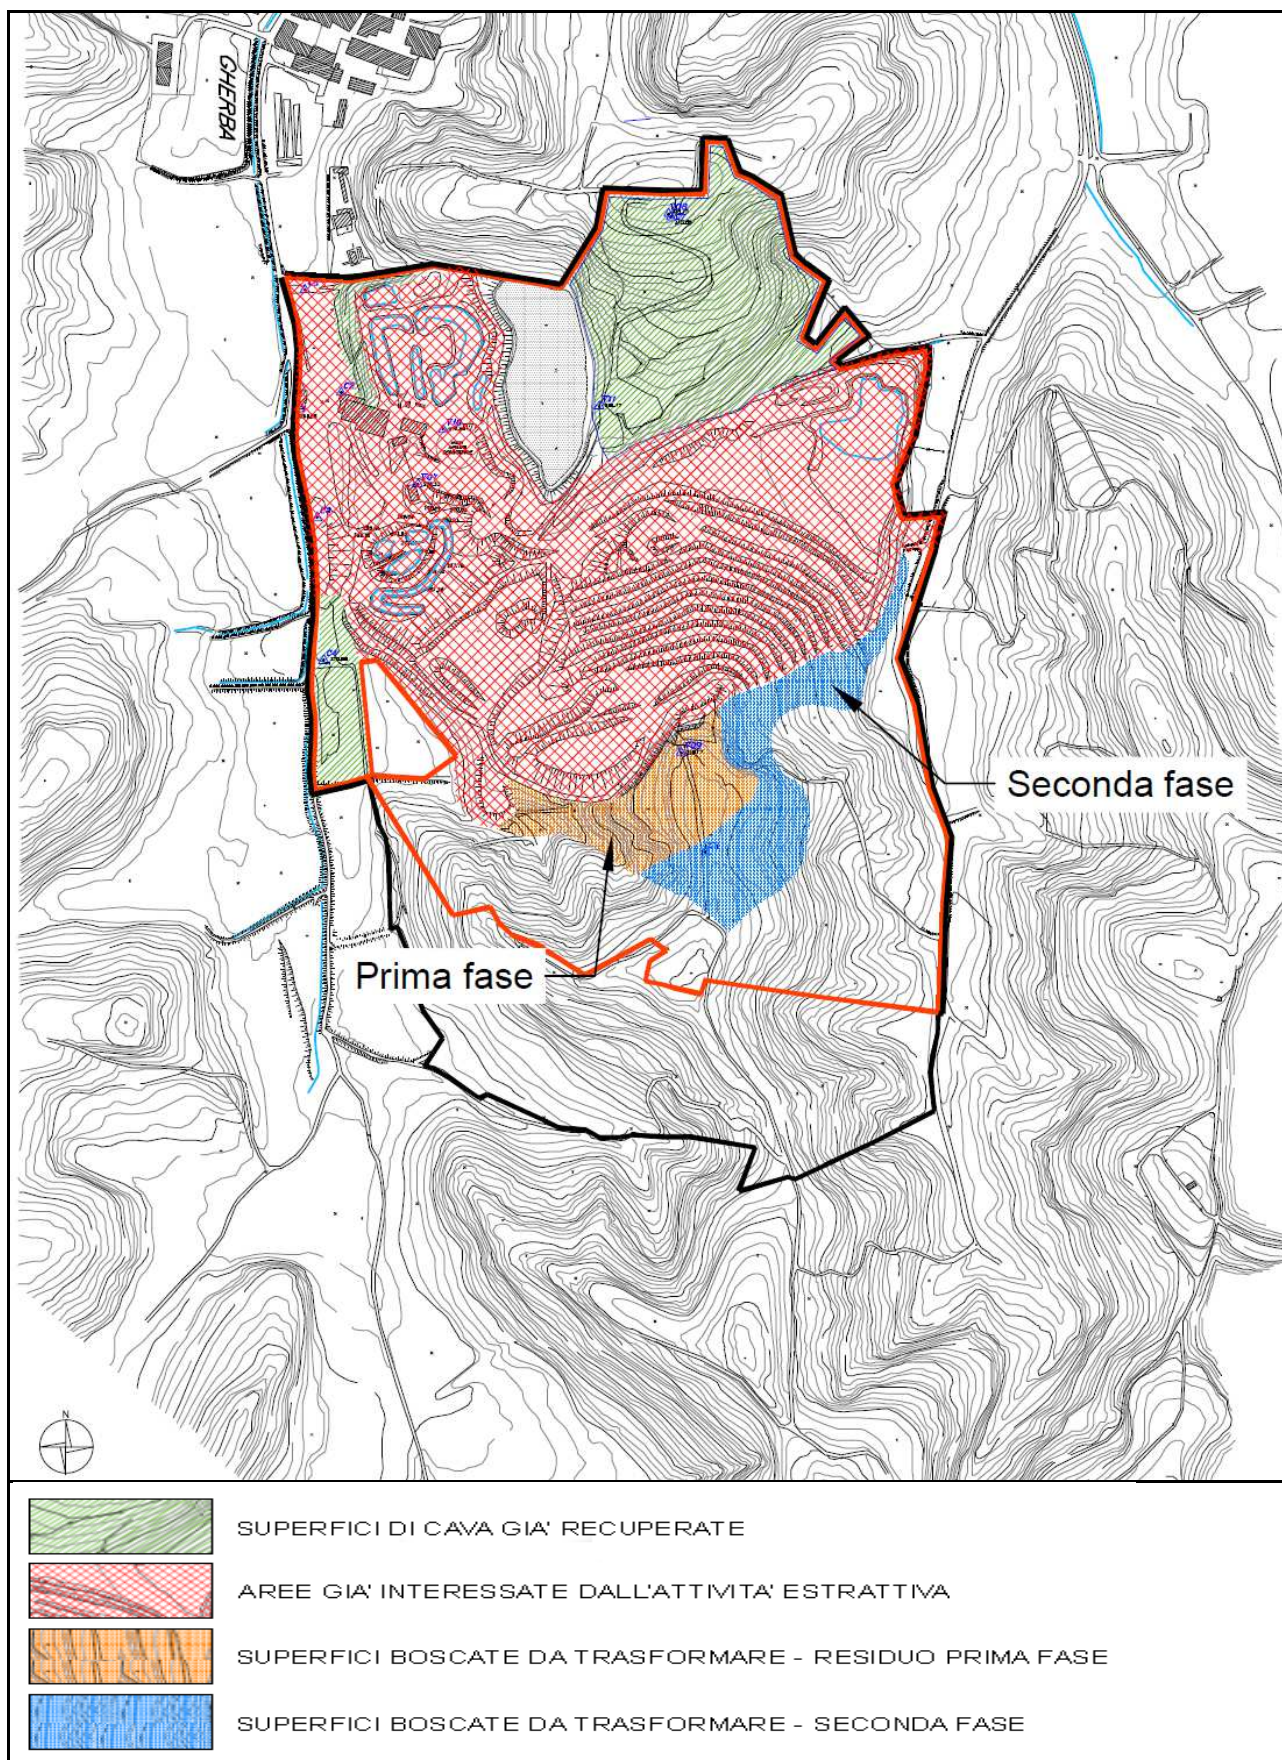 GHERBA
Seconda fase
Prima fase
N
SUPERFICI DI CAVA GIA' RECUPERATE
AREE GIA' INTERESSATE DALL'ATTIVITA' ESTRATTIVA
SUPERFICI BOSCATE DA TRASFORMARE - RESIDUO PRIMA FASE
SUPERFICI BOSCATE DA TRASFORMARE - SECONDA FASE